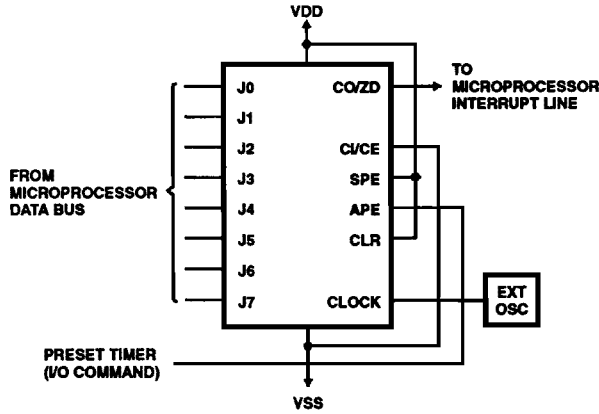 VDD
J0
J1
J2
J3
J4
J5
J6
J7
CO/ZD
CI/CE
SPE
APE
CLR
CLOCK
TO
MICROPROCESSOR
INTERRUPT LINE
FROM
MICROPROCESSOR
DATA BUS
EXT
OSC
PRESET TIMER
(I/O COMMAND)
VSS